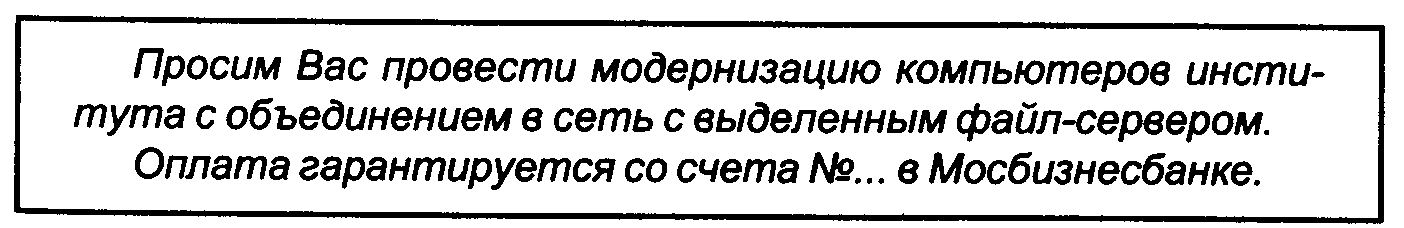 Просим Вас провести модернизацию компьютеров инсти-
тута с объединением в сеть с выделенным файл-сервером.
Оплата гарантируется со счета №... в Мосбизнесбанке.